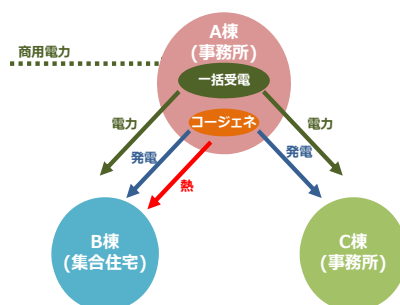 A棟
(事務所)
商用電力
一括受電
コージェネ
電力
電力
発電
発電
熱
B棟
(集合住宅)
C棟
(事務所)